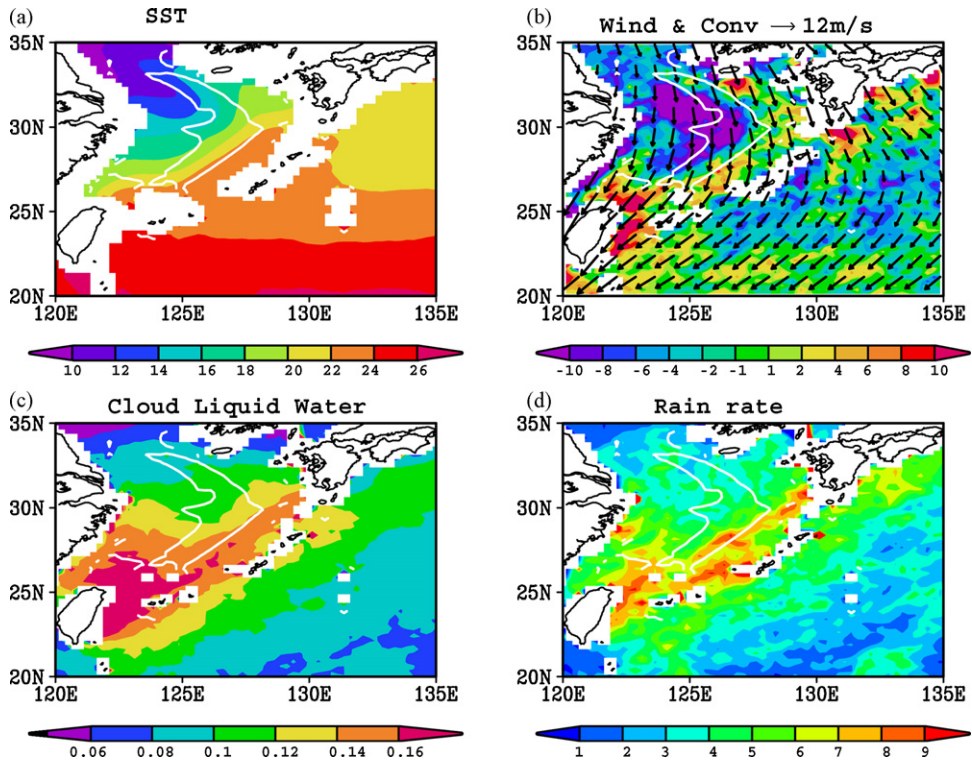 (a) SST
35N
30N
25N
20N
120E 125E 130E 135E
10 12 14 16 18 20 22 24 26
(b) Wind & Conv → 12m/s
35N
30N
25N
20N
120E 125E 130E 135E
-10 -8 -6 -4 -2 -1 1 2 4 6 8 10
(c) Cloud Liquid Water
35N
30N
25N
20N
120E 125E 130E 135E
0.06 0.08 0.1 0.12 0.14 0.16
(d) Rain rate
35N
30N
25N
20N
120E 125E 130E 135E
1 2 3 4 5 6 7 8 9